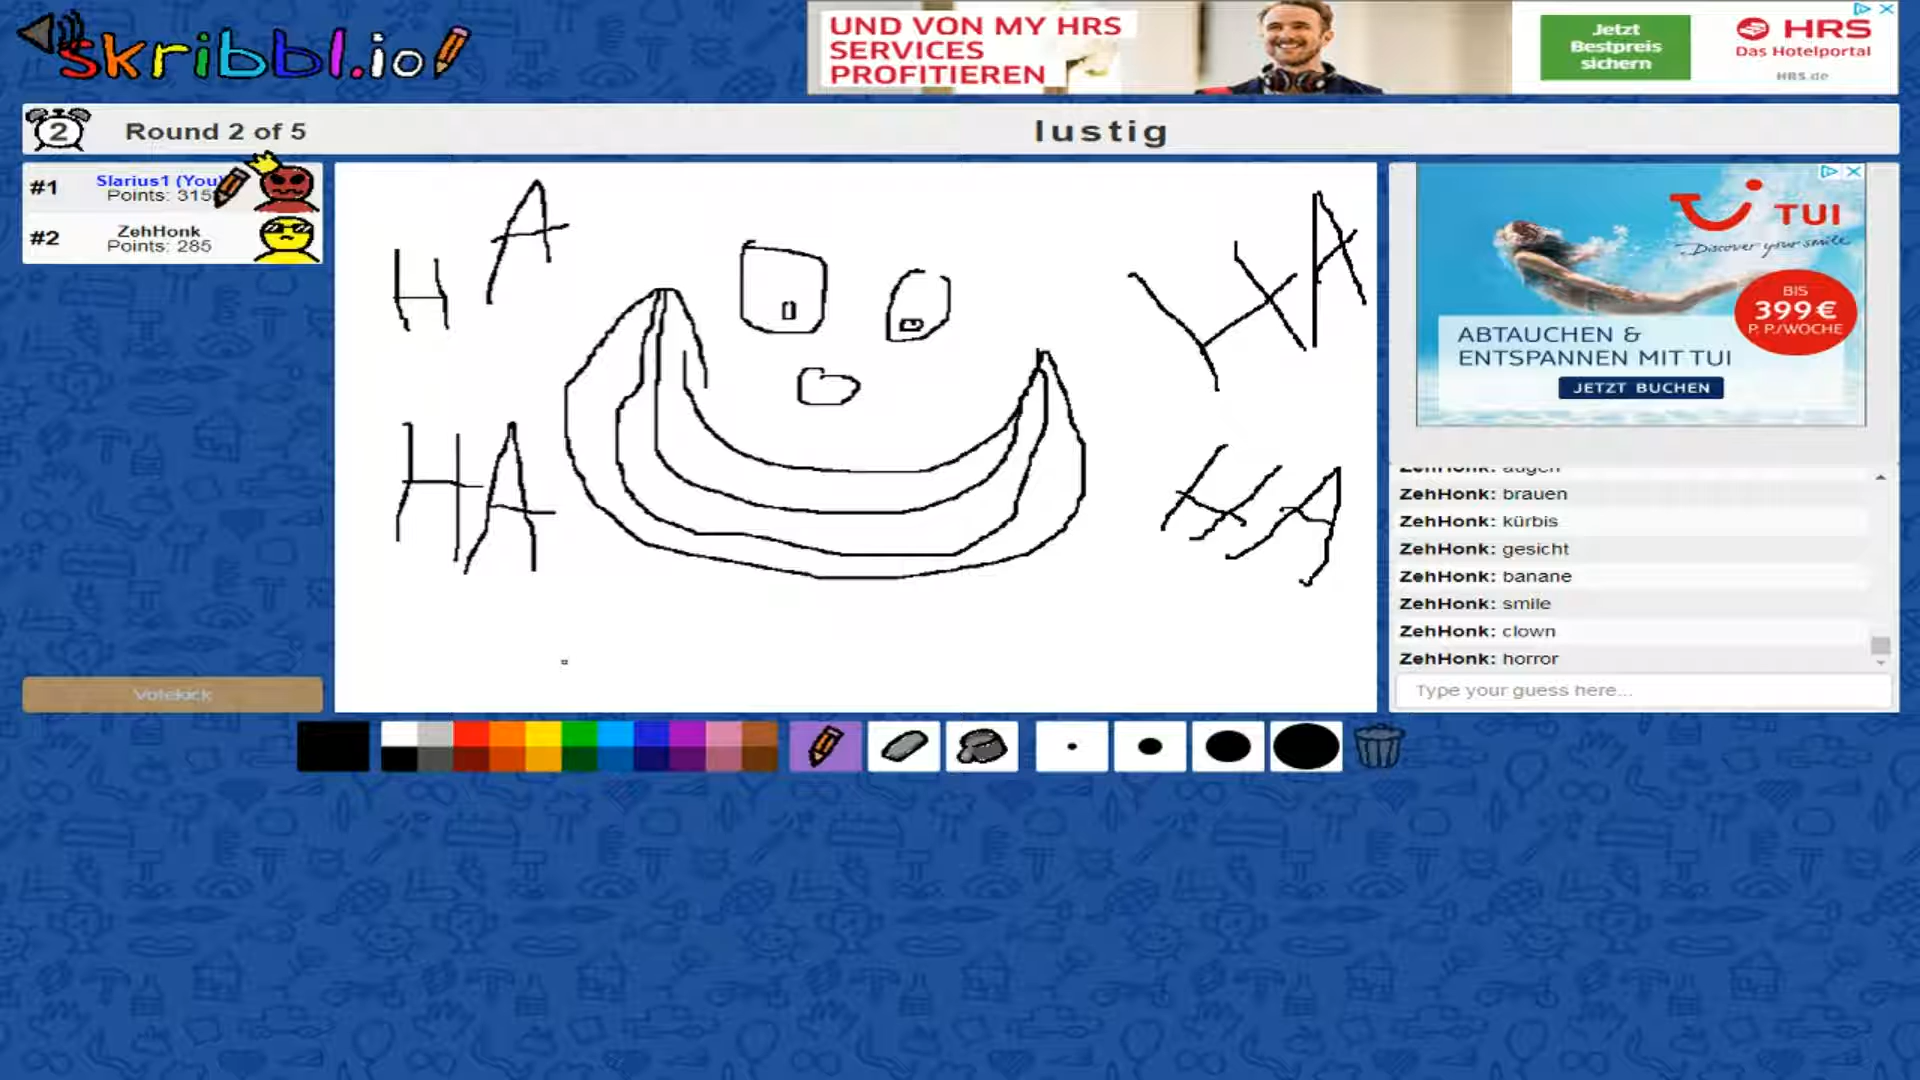 skribbl.io
UND VON MY HRS
SERVICES
PROFITIEREN
Jetzt
Bestpreis
sichern
HRS
Das Hotelportal
HRS.de
2
Round 2 of 5
lustig
#1
Slarius1 (You)
Points: 315
#2
ZehHonk
Points: 285
HA
HA
HA
HA
TUI
Discover your smile
BIS
399€
P. P./WOCHE
ABTAUCHEN &
ENTSPANNEN MIT TUI
JETZT BUCHEN
ZehHonk: augen
ZehHonk: brauen
ZehHonk: kürbis
ZehHonk: gesicht
ZehHonk: banane
ZehHonk: smile
ZehHonk: clown
ZehHonk: horror
Type your guess here...
Votekick